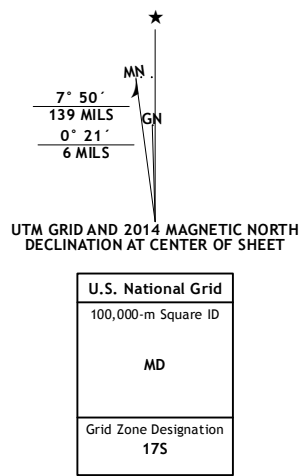 MN
GN
7° 50´
139 MILS
0° 21´
6 MILS
UTM GRID AND 2014 MAGNETIC NORTH
DECLINATION AT CENTER OF SHEET
U.S. National Grid
100,000-m Square ID
MD
Grid Zone Designation
17S